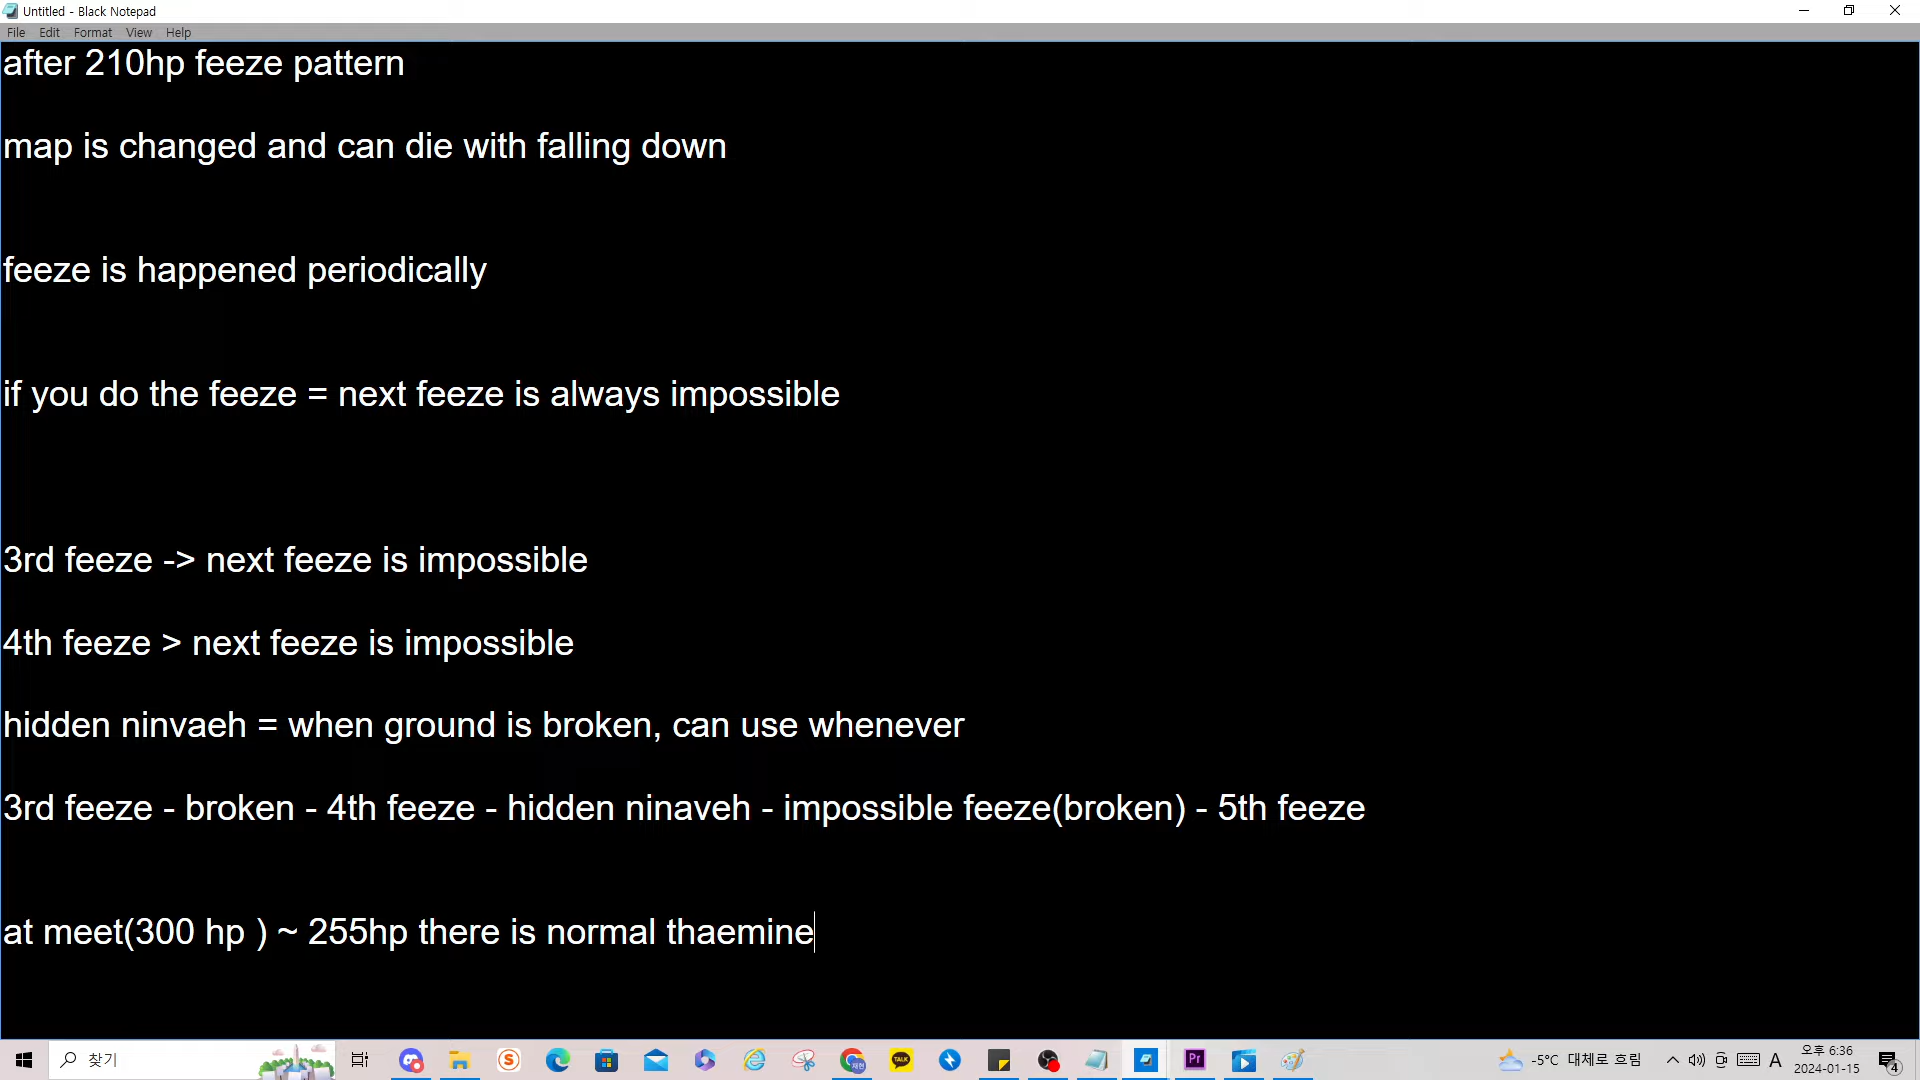 Untitled - Black Notepad
File Edit Format View Help
after 210hp feeze pattern
map is changed and can die with falling down
feeze is happened periodically
if you do the feeze = next feeze is always impossible
3rd feeze -> next feeze is impossible
4th feeze > next feeze is impossible
hidden ninvaeh = when ground is broken, can use whenever
3rd feeze - broken - 4th feeze - hidden ninaveh - impossible feeze(broken) - 5th feeze
at meet(300 hp ) ~ 255hp there is normal thaemine
찾기
S
TALK
Pr
-5°C 대체로 흐림
A
오후 6:36
2024-01-15
4